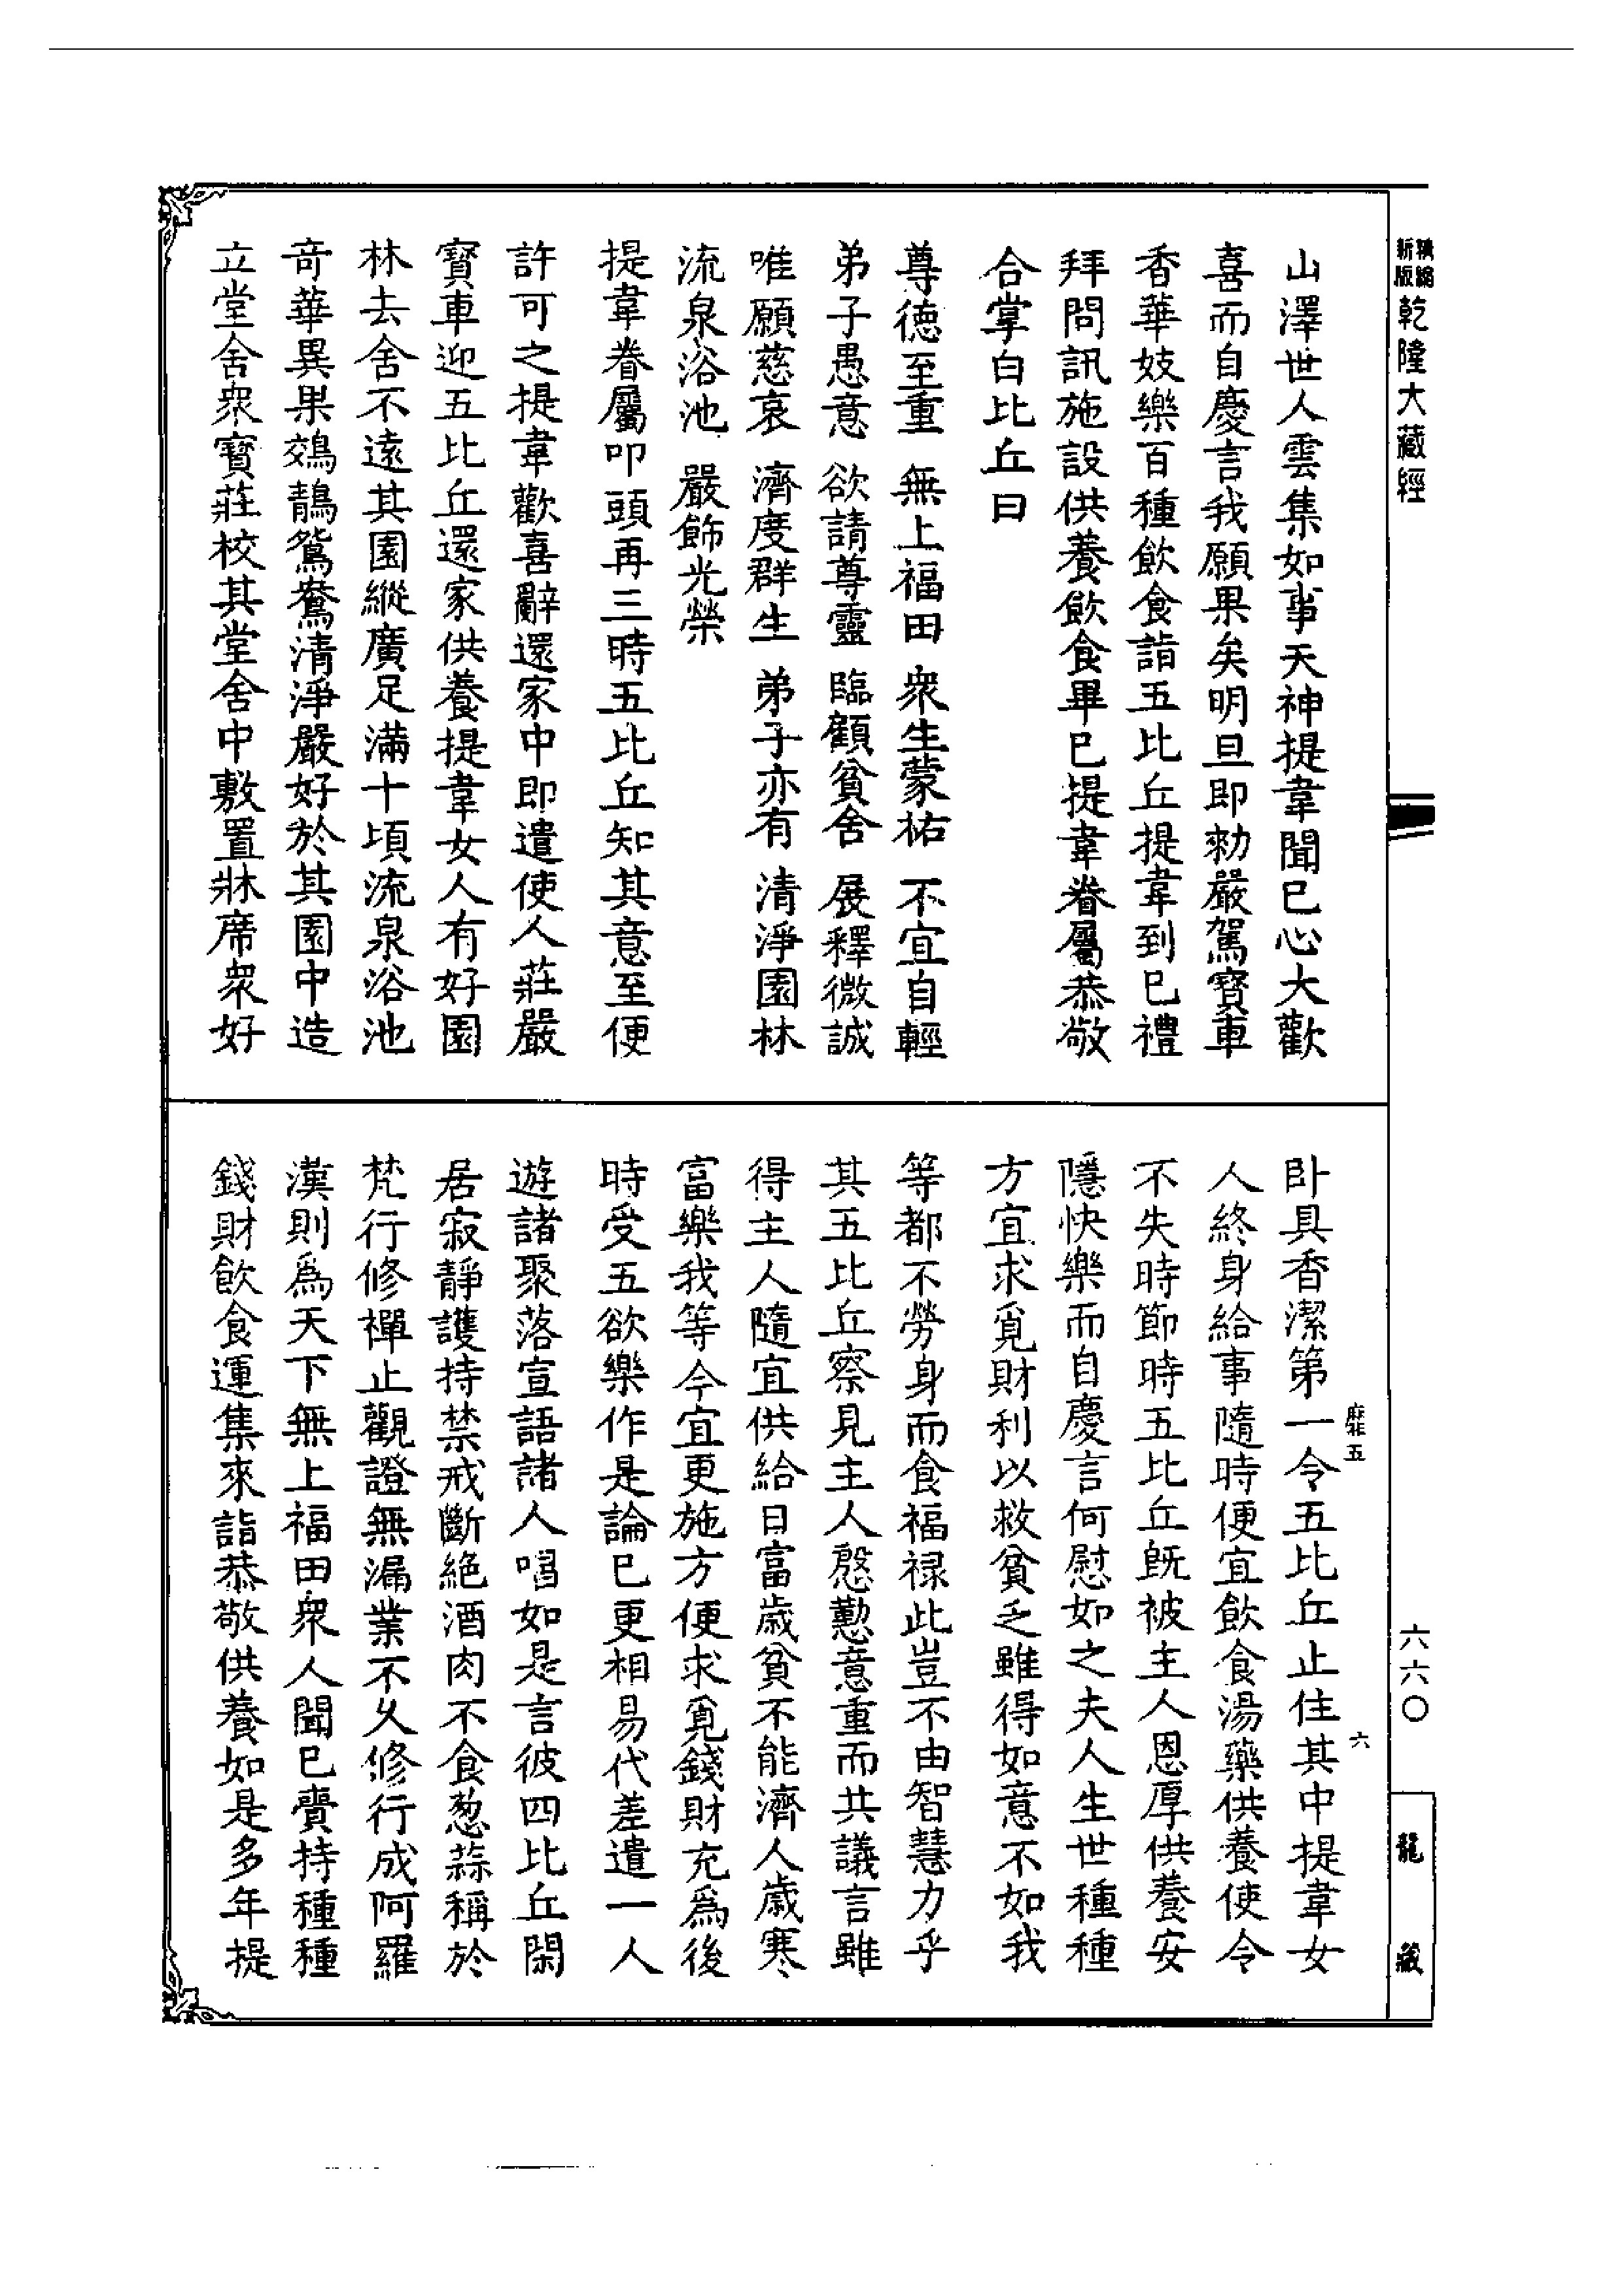 精縮新版乾隆大藏經
山澤世人雲集如事天神提韋聞已心大歡
喜而自慶言我願果矣明旦即勑嚴駕寶車
香華妓樂百種飲食詣五比丘提韋到已禮
拜問訊施設供養飲食畢已提韋眷屬恭敬
合掌白比丘曰
尊德至重 無上福田 衆生蒙祐 不宜自輕
弟子愚意 欲請尊靈 臨顧貧舍 展釋微誠
唯願慈哀 濟度群生 弟子亦有 清淨園林
流泉浴池 嚴飾光榮
提韋眷屬叩頭再三時五比丘知其意至便
許可之提韋歡喜辭還家中即遣使人莊嚴
寶車迎五比丘還家供養提韋女人有好園
林去舍不遠其園縱廣足滿十頃流泉浴池
奇華異果鵁鶄鴛鴦清淨嚴好於其園中造
立堂舍衆寶莊校其堂舍中敷置牀席衆好
卧具香潔第一令五比丘止住其中提韋女
人終身給事隨時便宜飲食湯藥供養使令
不失時節時五比丘既被主人恩厚供養安
隱快樂而自慶言何慰如之夫人生世種種
方宜求覓財利以救貧乏雖得如意不如我
等都不勞身而食福祿此豈不由智慧力乎
其五比丘察見主人慇懃意重而共議言雖
得主人隨宜供給日富歲貧不能濟人歲寒
富樂我等今宜更施方便求覓錢財充爲後
時受五欲樂作是論已更相易代差遣一人
遊諸聚落宣語諸人唱如是言彼四比丘閑
居寂靜護持禁戒斷絕酒肉不食葱蒜稱於
梵行修禪止觀證無漏業不久修行成阿羅
漢則爲天下無上福田衆人聞已賷持種種
錢財飲食運集來詣恭敬供養如是多年提
靡五
六
六六〇
龍藏